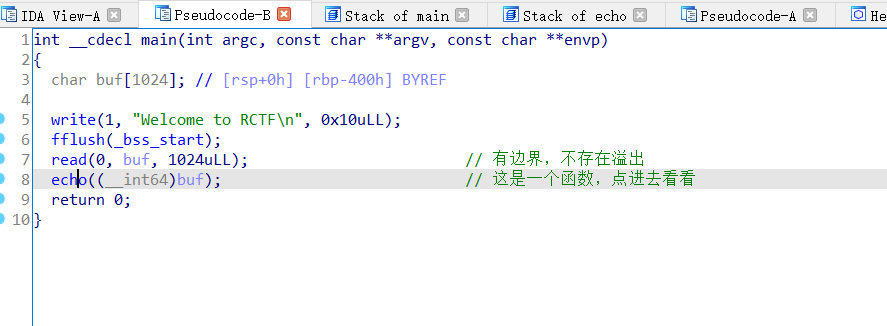 IDA View-A Pseudocode-B Stack of main Stack of echo Pseudocode-A He
1 int __cdecl main(int argc, const char **argv, const char **envp)
2 {
3 char buf[1024]; // [rsp+0h] [rbp-400h] BYREF
4
5 write(1, "Welcome to RCTF\n", 0x10uLL);
6 fflush(_bss_start);
7 read(0, buf, 1024uLL); // 有边界，不存在溢出
8 echo((__int64)buf); // 这是一个函数，点进去看看
9 return 0;
10 }